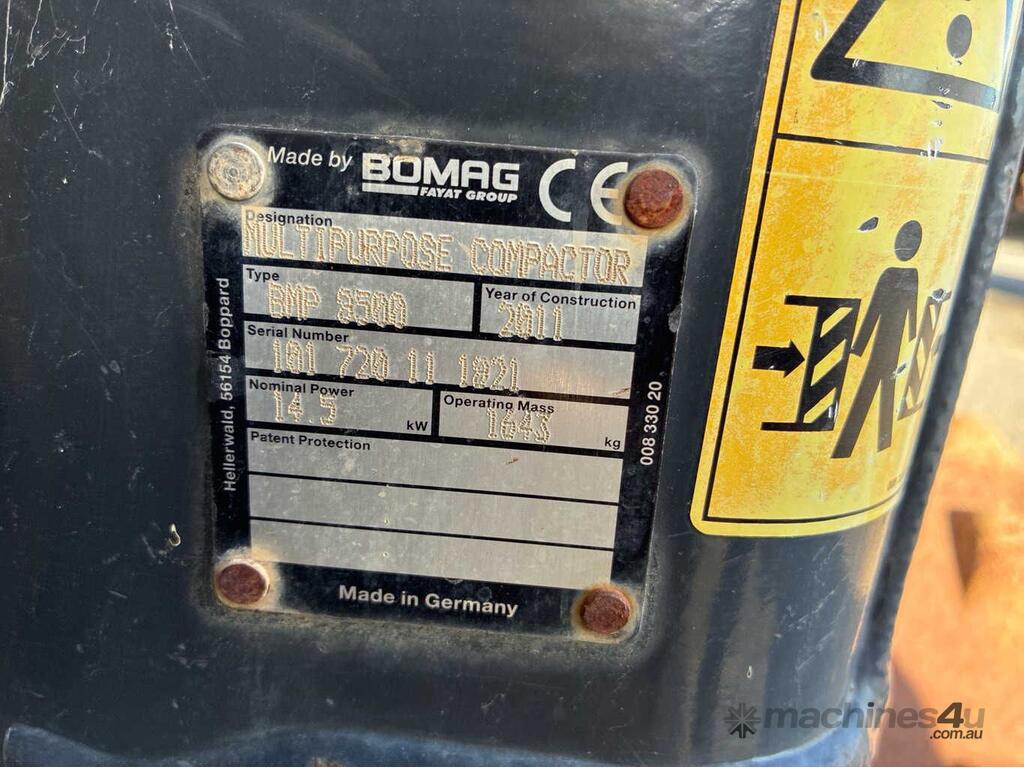 Made by BOMAG
FAYAT GROUP
CE
Designation
MULTIPURPOSE COMPACTOR
Type
BMP 8500
Year of Construction
2011
Serial Number
101 720 11 1821
Nominal Power
14.5 kW
Operating Mass
1643 kg
Patent Protection
Made in Germany
Hellerwald, 56154 Boppard
008 330 20
machines4u
.com.au